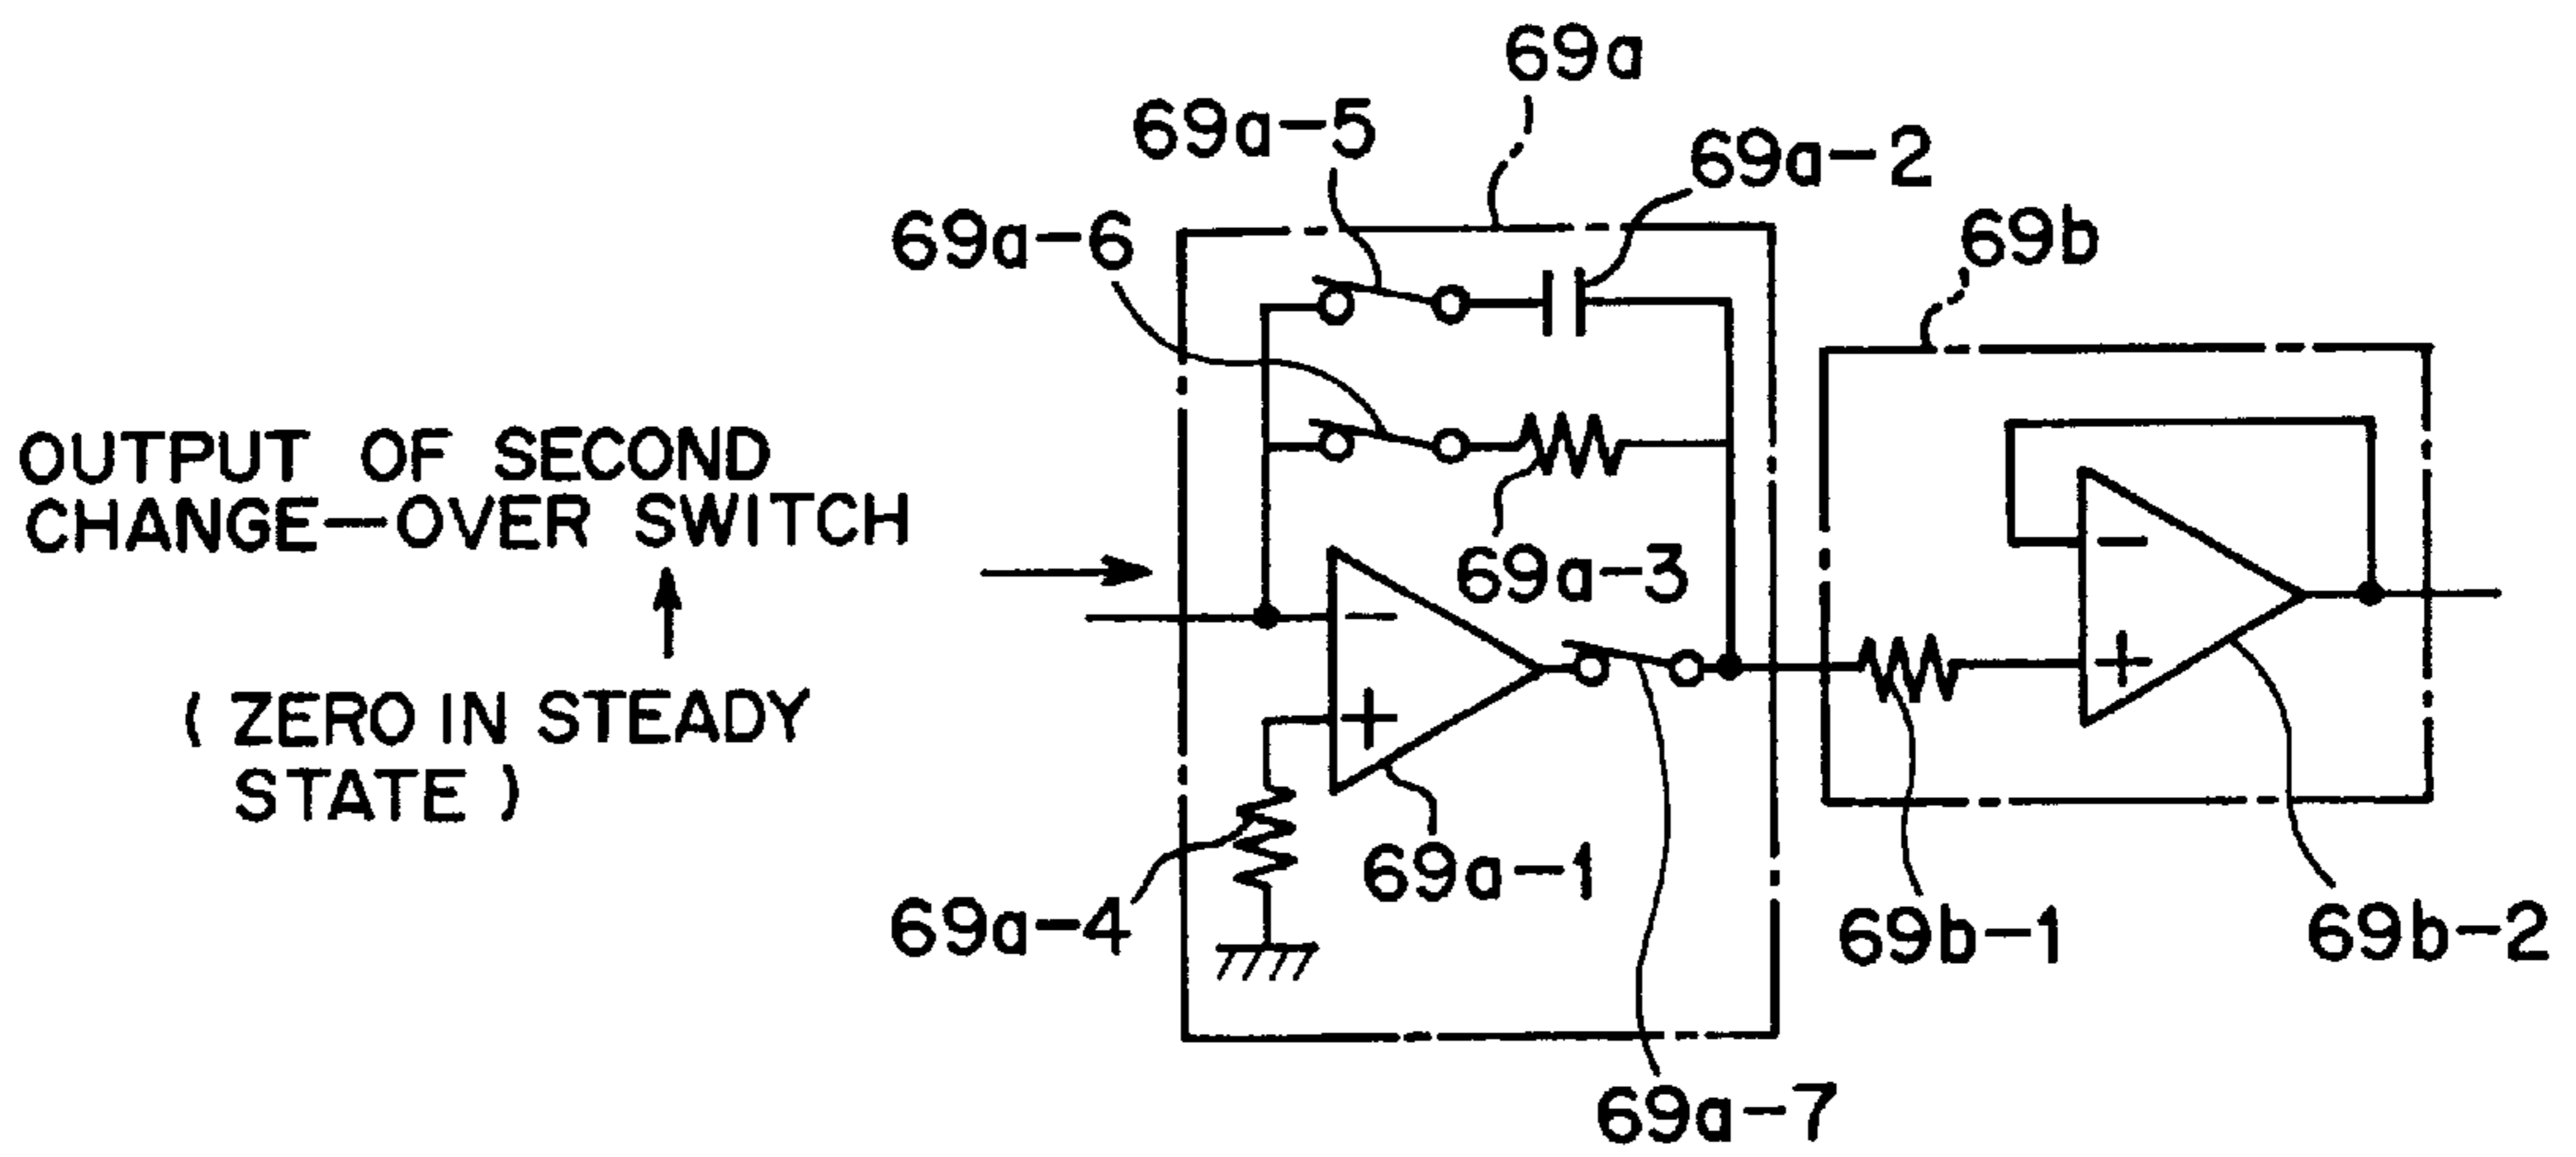 69a
69a-5
69a-2
69a-6
69b
OUTPUT OF SECOND
CHANGE-OVER SWITCH
69a-3
(ZERO IN STEADY
STATE)
69a-1
69a-4
69b-1
69b-2
69a-7